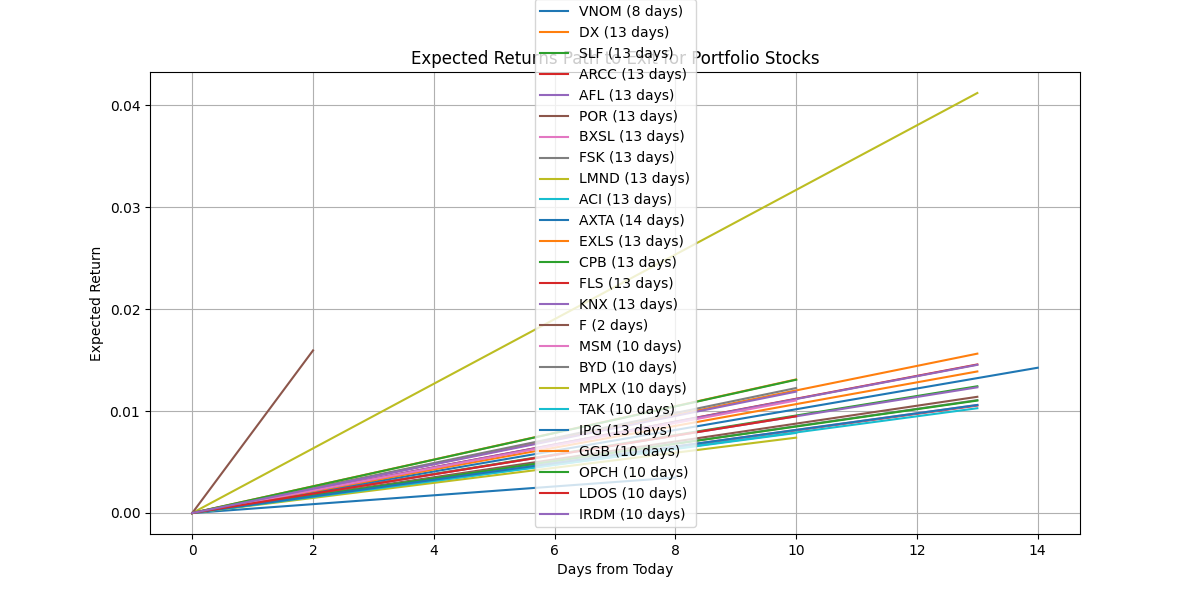 VNOM (8 days)
DX (13 days)
SLF (13 days)
Expected Returns Path to Exit for Portfolio Stocks
ARCC (13 days)
AFL (13 days)
POR (13 days)
BXSL (13 days)
FSK (13 days)
LMND (13 days)
ACI (13 days)
AXTA (14 days)
EXLS (13 days)
CPB (13 days)
FLS (13 days)
KNX (13 days)
F (2 days)
MSM (10 days)
BYD (10 days)
MPLX (10 days)
TAK (10 days)
IPG (13 days)
GGB (10 days)
OPCH (10 days)
LDOS (10 days)
IRDM (10 days)
0.04
0.03
0.02
0.01
0.00
Expected Return
0 2 4 6 8 10 12 14
Days from Today